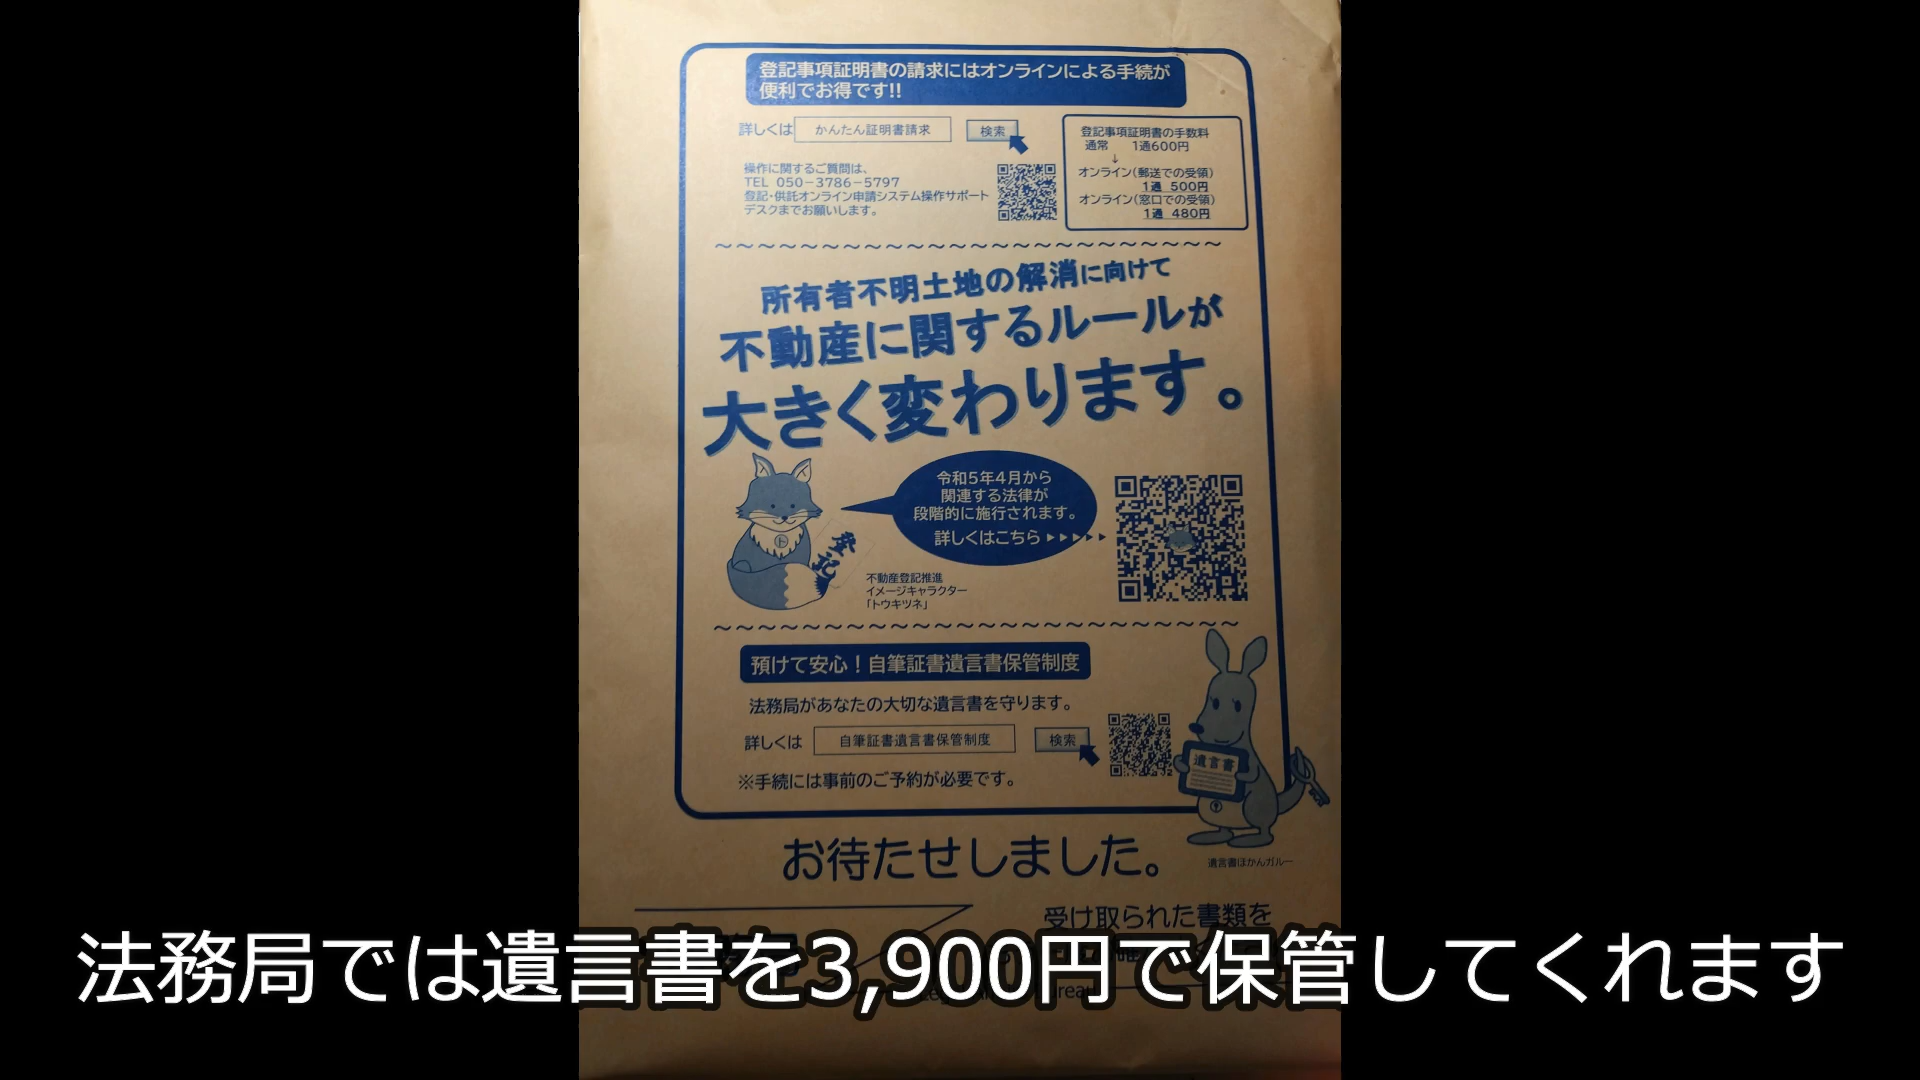 登記事項証明書の請求にはオンラインによる手続が
便利でお得です!!
詳しくは かんたん証明書請求 検索
操作に関するご質問は、
TEL 050-3786-5797
登記・供託オンライン申請システム操作サポート
デスクまでお願いします。
登記事項証明書の手数料
通常 1通600円
↓
オンライン(郵送での受領)
1通 500円
オンライン(窓口での受領)
1通 480円
所有者不明土地の解消に向けて
不動産に関するルールが
大きく変わります。
令和5年4月から
関連する法律が
段階的に施行されます。
詳しくはこちら▶▶▶▶▶
ト
登記
不動産登記推進
イメージキャラクター
「トウキツネ」
預けて安心!自筆証書遺言書保管制度
法務局があなたの大切な遺言書を守ります。
詳しくは 自筆証書遺言書保管制度 検索
※手続には事前のご予約が必要です。
遺言書
遺言書ほかんガルー
お待たせしました。
受け取られた書類を
法務局では遺言書を3,900円で保管してくれます